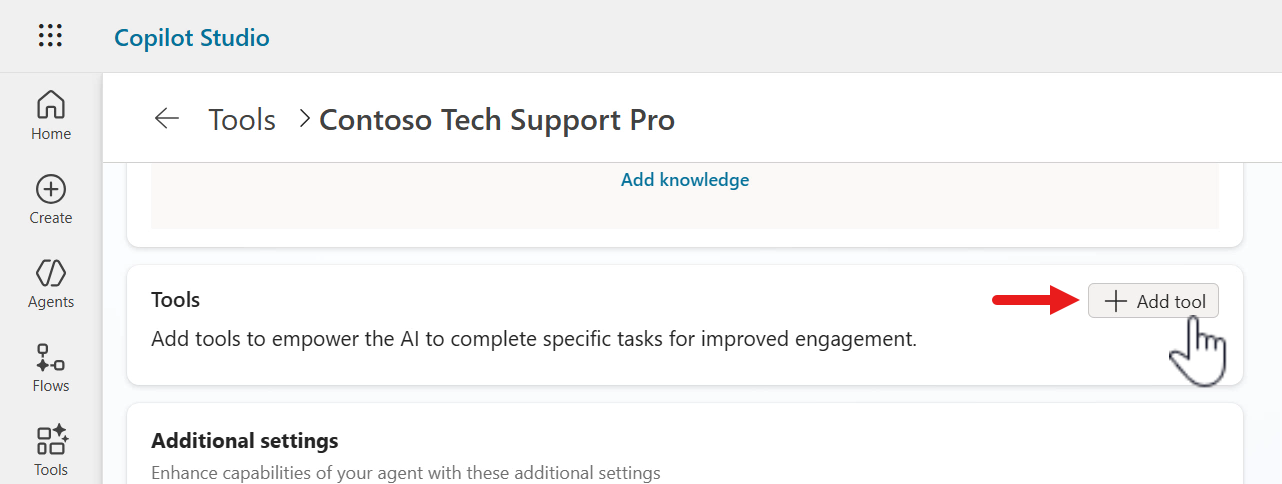 Copilot Studio
Home
Create
Agents
Flows
Tools
Tools > Contoso Tech Support Pro
Add knowledge
Tools
Add tool
Add tools to empower the AI to complete specific tasks for improved engagement.
Additional settings
Enhance capabilities of your agent with these additional settings